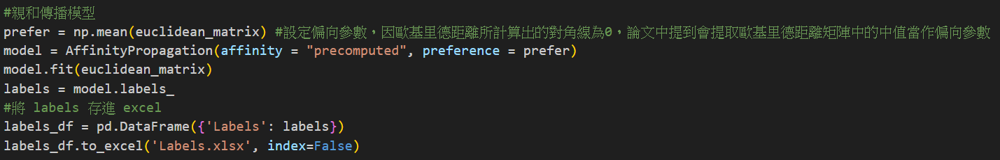 #親和傳播模型
prefer = np.mean(euclidean_matrix) #設定偏向參數，因歐基里德距離所計算出的對角線為0，論文中提到會提取歐基里德距離矩陣中的中值當作偏向參數
model = AffinityPropagation(affinity = "precomputed", preference = prefer)
model.fit(euclidean_matrix)
labels = model.labels_
#將 labels 存進 excel
labels_df = pd.DataFrame({'Labels': labels})
labels_df.to_excel('Labels.xlsx', index=False)